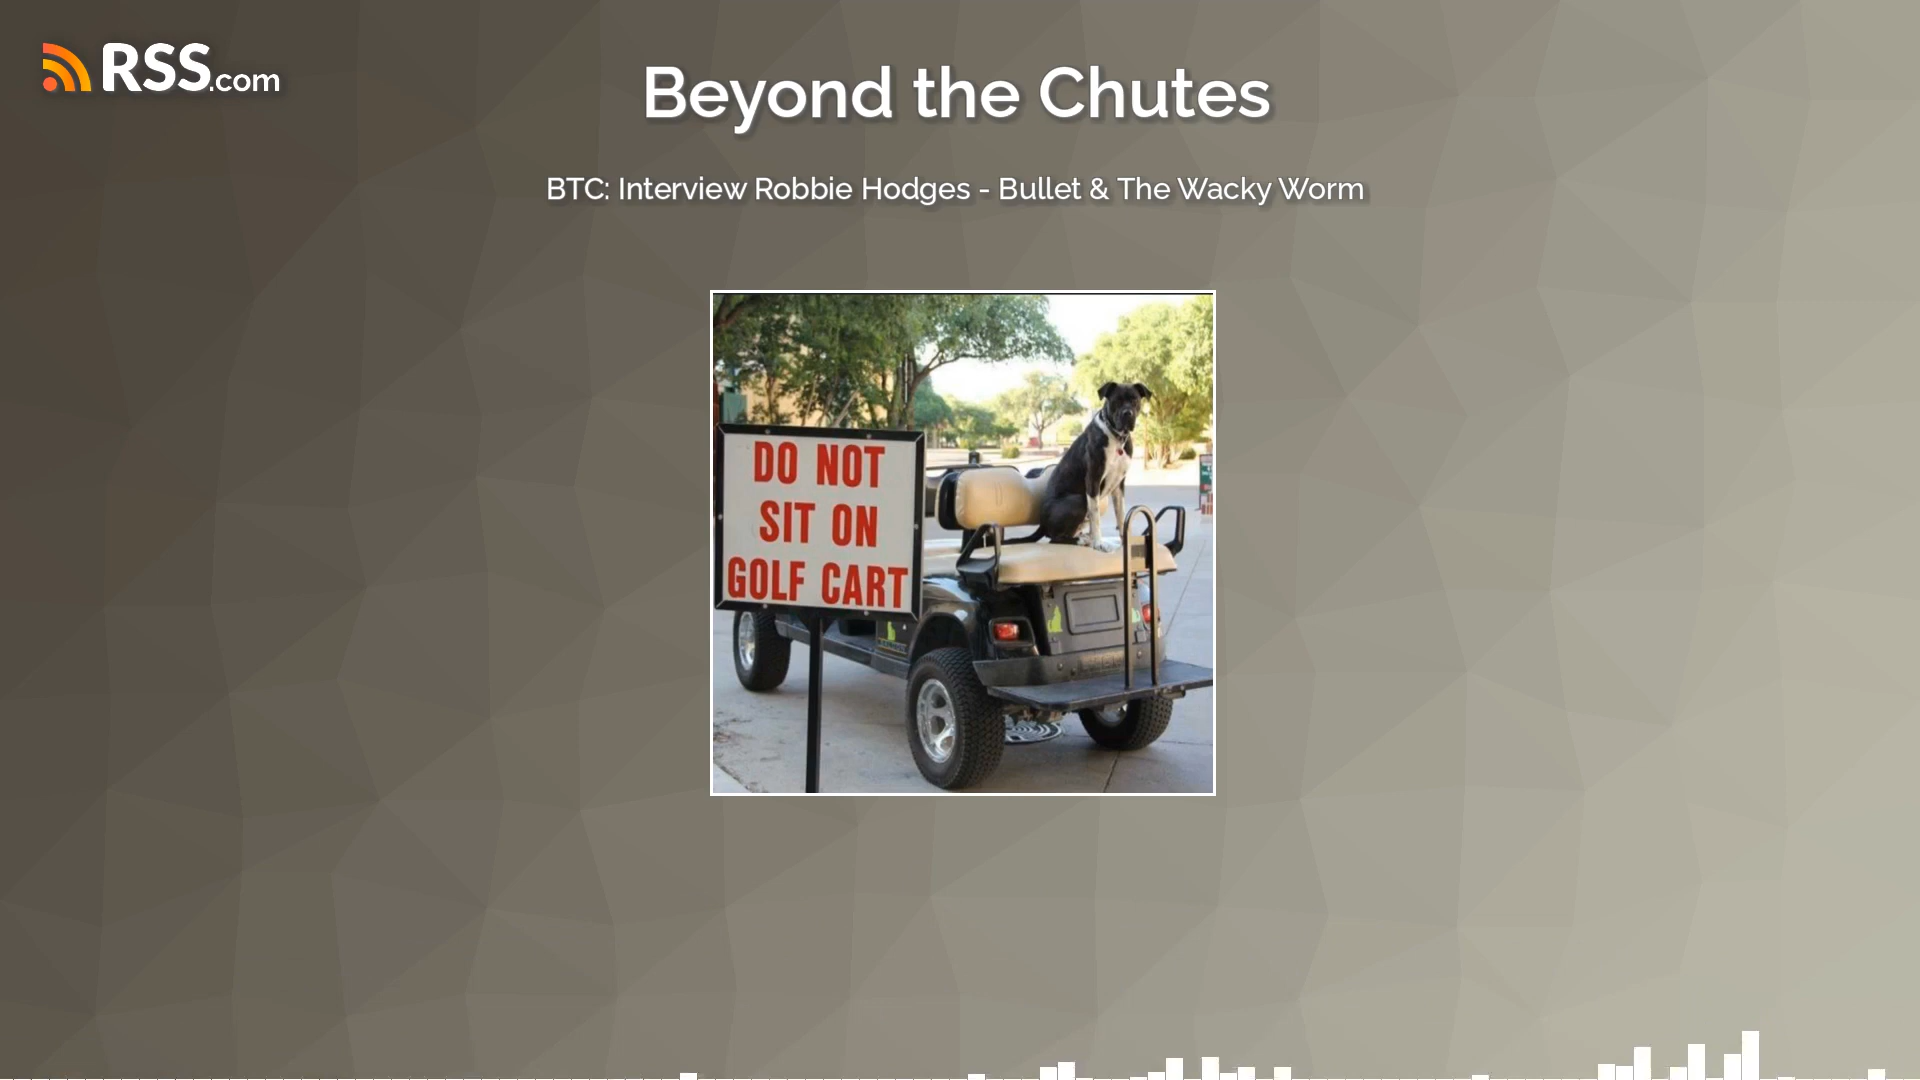 RSS.com
Beyond the Chutes
BTC: Interview Robbie Hodges - Bullet & The Wacky Worm
DO NOT
SIT ON
GOLF CART